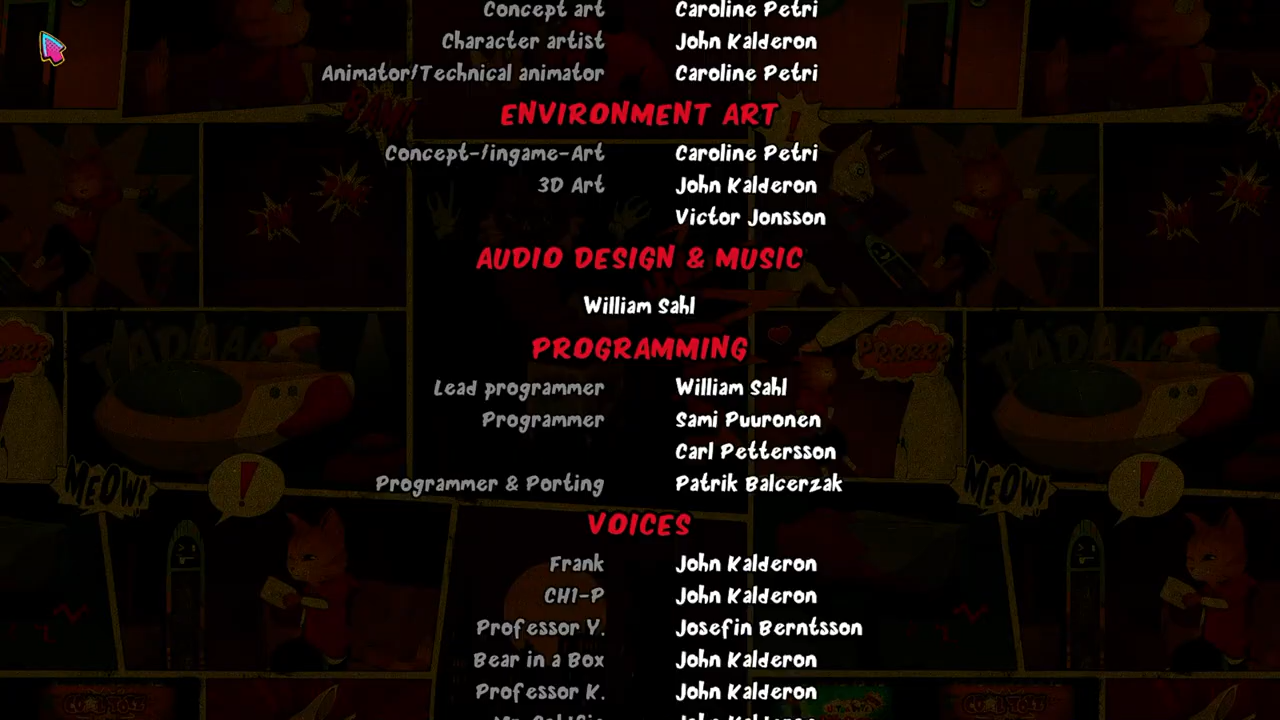 Concept art Caroline Petri
Character artist John Kalderon
Animator/Technical animator Caroline Petri
ENVIRONMENT ART
Concept-/ingame-Art Caroline Petri
3D Art John Kalderon
Victor Jonsson
AUDIO DESIGN & MUSIC
William Sahl
PROGRAMMING
Lead programmer William Sahl
Programmer Sami Puuronen
Carl Pettersson
Programmer & Porting Patrik Balcerzak
MEOW! ! MEOW! !
VOICES
Frank John Kalderon
CH1-P John Kalderon
Professor Y. Josefin Berntsson
Bear in a Box John Kalderon
Professor K. John Kalderon
John Kalderon